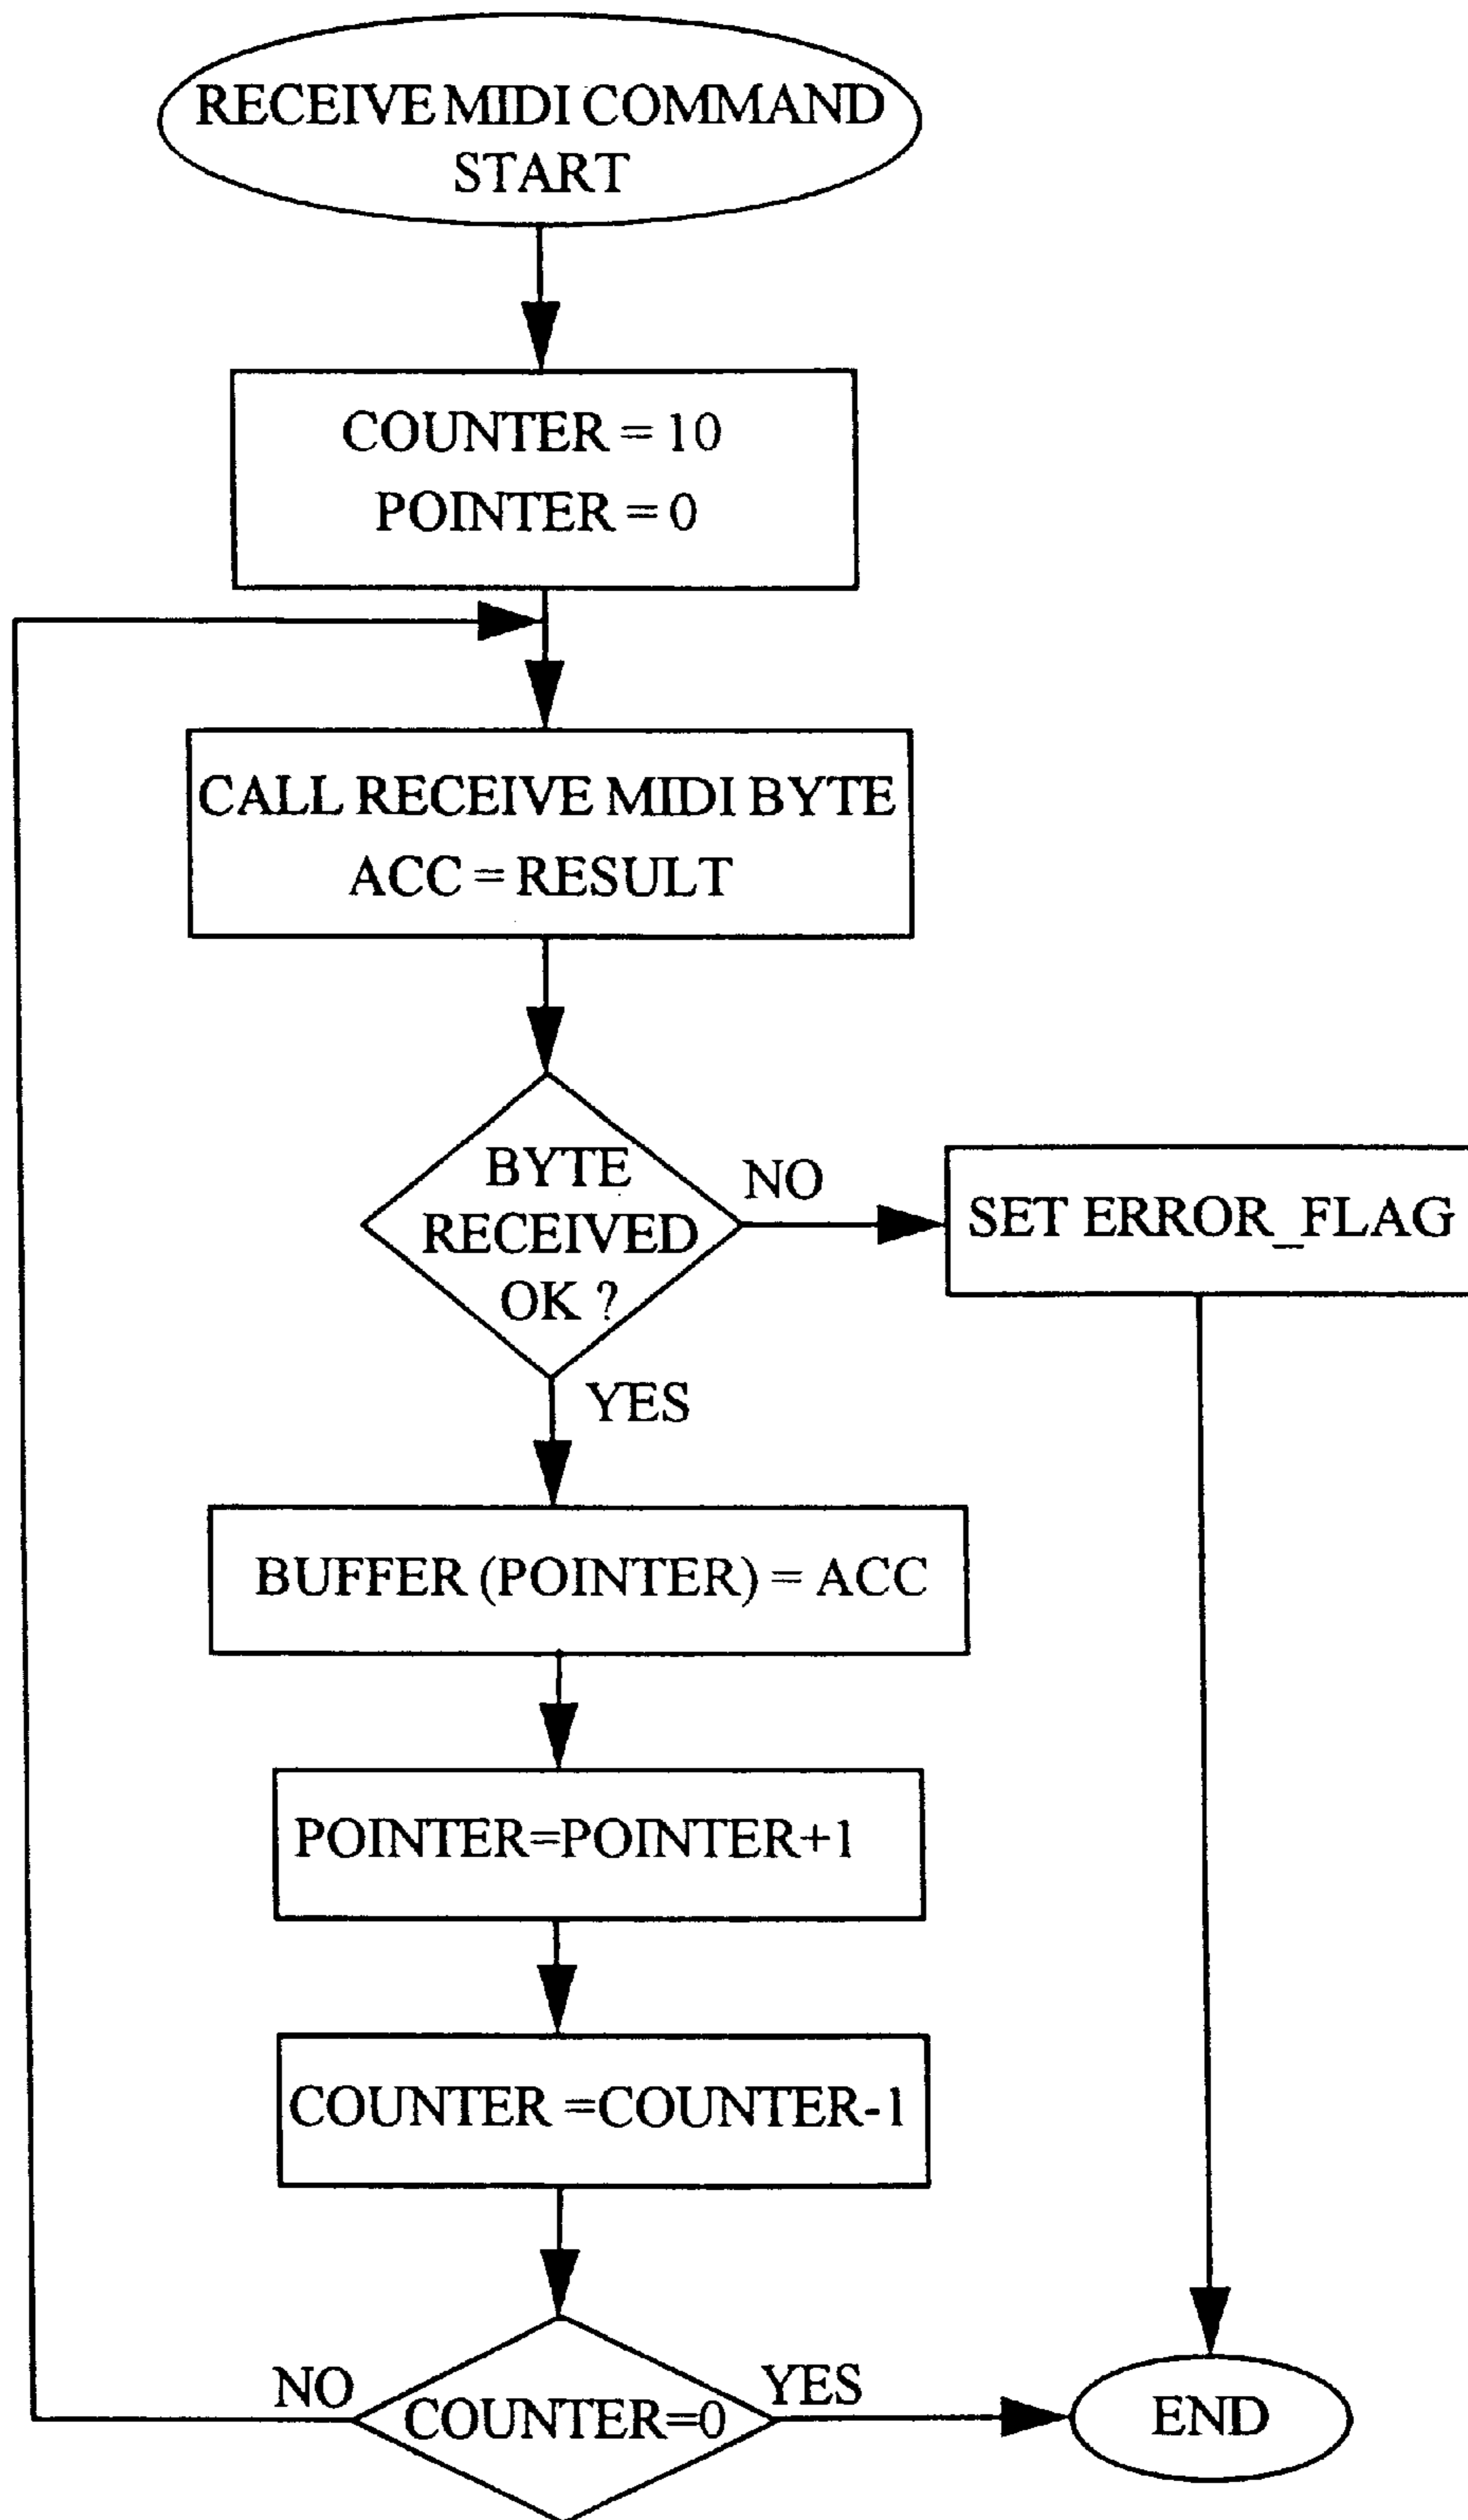 RECEIVE MIDI COMMAND
START
COUNTER = 10
POINTER = 0
CALL RECEIVE MIDI BYTE
ACC = RESULT
BYTE
RECEIVED
OK ?
NO
SET ERROR_FLAG
YES
BUFFER (POINTER) = ACC
POINTER=POINTER+1
COUNTER =COUNTER-1
NO
COUNTER=0
YES
END